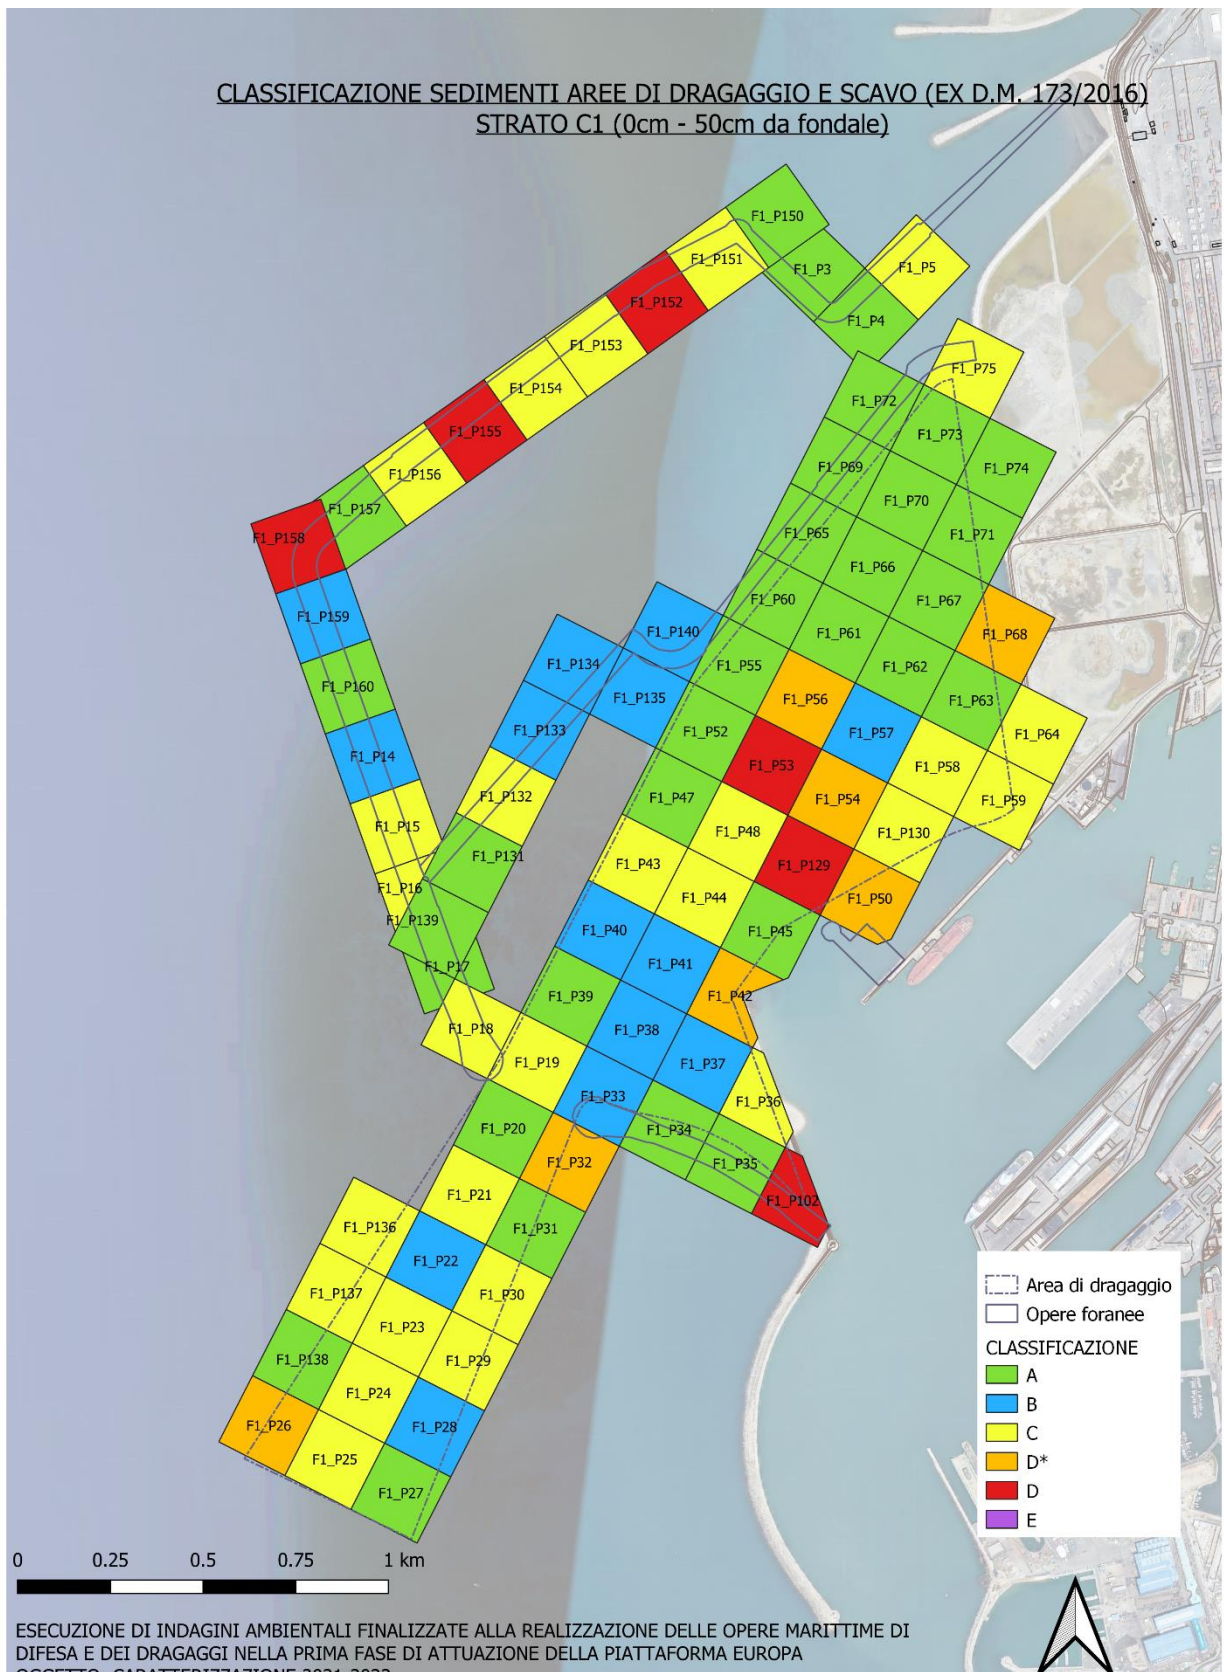 CLASSIFICAZIONE SEDIMENTI AREE DI DRAGAGGIO E SCAVO (EX D.M. 173/2016)
STRATO C1 (0cm - 50cm da fondale)
F1_P150
F1_P151
F1_P3
F1_P5
F1_P152
F1_P4
F1_P153
F1_P75
F1_P154
F1_P72
F1_P155
F1_P73
F1_P156
F1_P69
F1_P74
F1_P157
F1_P70
F1_P158
F1_P65
F1_P71
F1_P66
F1_P159
F1_P60
F1_P67
F1_P140
F1_P61
F1_P68
F1_P134
F1_P55
F1_P62
F1_P160
F1_P135
F1_P56
F1_P63
F1_P133
F1_P52
F1_P57
F1_P64
F1_P14
F1_P53
F1_P58
F1_P132
F1_P47
F1_P54
F1_P59
F1_P15
F1_P48
F1_P130
F1_P131
F1_P43
F1_P129
F1_P16
F1_P44
F1_P50
F1_P139
F1_P40
F1_P45
F1_P17
F1_P41
F1_P39
F1_P42
F1_P18
F1_P38
F1_P19
F1_P37
F1_P33
F1_P36
F1_P20
F1_P34
F1_P32
F1_P35
F1_P21
F1_P102
F1_P136
F1_P31
F1_P22
F1_P137
F1_P30
F1_P23
F1_P138
F1_P29
F1_P24
F1_P26
F1_P28
F1_P25
F1_P27
Area di dragaggio
Opere foranee
CLASSIFICAZIONE
A
B
C
D*
D
E
0 0.25 0.5 0.75 1 km
ESECUZIONE DI INDAGINI AMBIENTALI FINALIZZATE ALLA REALIZZAZIONE DELLE OPERE MARITTIME DI
DIFESA E DEI DRAGAGGI NELLA PRIMA FASE DI ATTUAZIONE DELLA PIATTAFORMA EUROPA
OGGETTO: CARATTERIZZAZIONE 2021-2022